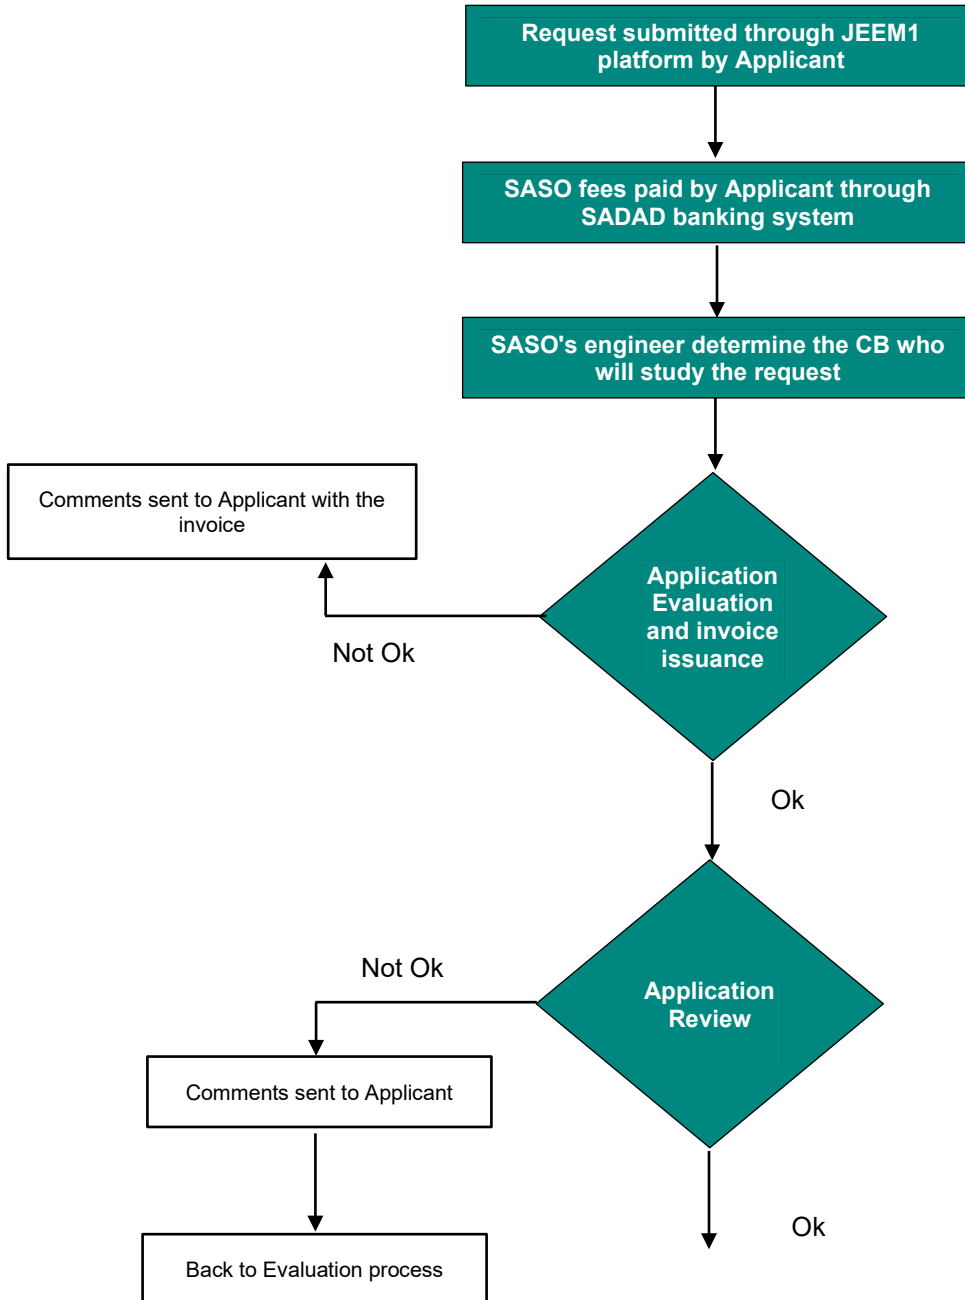 Request submitted through JEEM1
platform by Applicant
SASO fees paid by Applicant through
SADAD banking system
SASO's engineer determine the CB who
will study the request
Comments sent to Applicant with the
invoice
Application
Evaluation
and invoice
issuance
Not Ok
Ok
Not Ok
Application
Review
Comments sent to Applicant
Ok
Back to Evaluation process